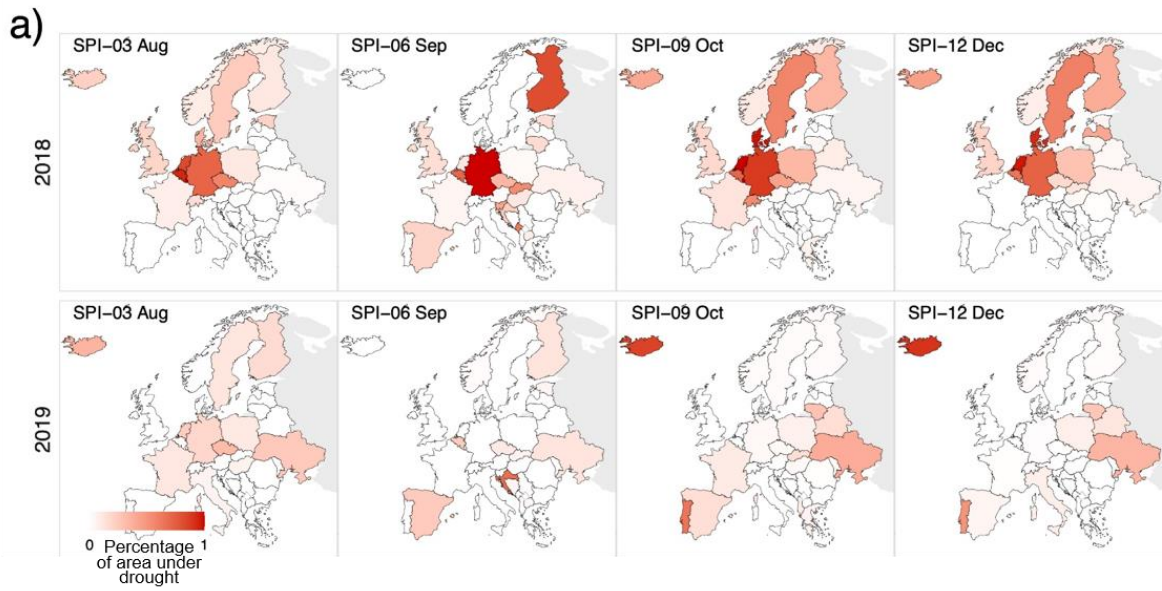 a)
SPI-03 Aug
SPI-06 Sep
SPI-09 Oct
SPI-12 Dec
2018
SPI-03 Aug
SPI-06 Sep
SPI-09 Oct
SPI-12 Dec
2019
0 Percentage 1
of area under
drought